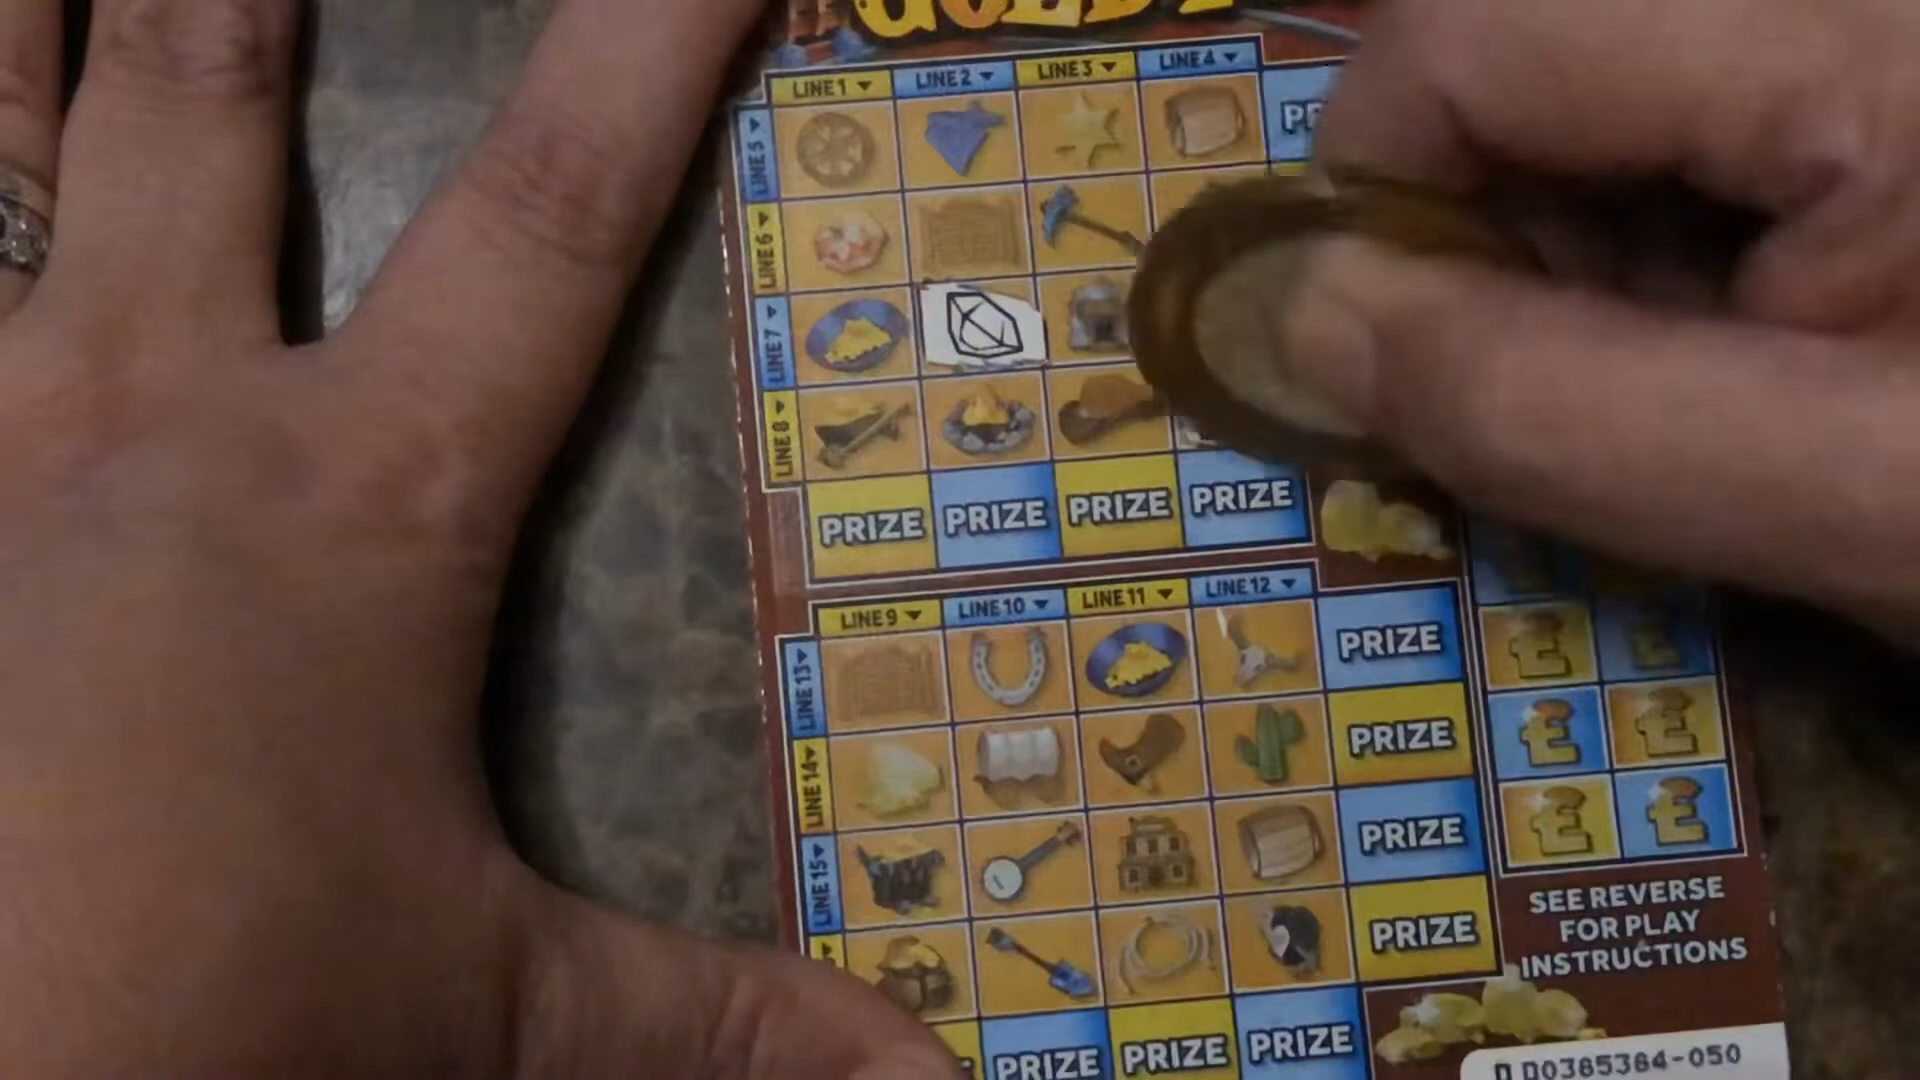 LINE 1 LINE 2 LINE 3 LINE 4
LINE 5
LINE 6
LINE 7
LINE 8
PRIZE PRIZE PRIZE PRIZE
LINE 9 LINE 10 LINE 11 LINE 12
LINE 13 PRIZE
LINE 14 PRIZE
LINE 15 PRIZE
PRIZE
PRIZE PRIZE PRIZE
£ £
£ £
£ £
SEE REVERSE
FOR PLAY
INSTRUCTIONS
D0385384-050